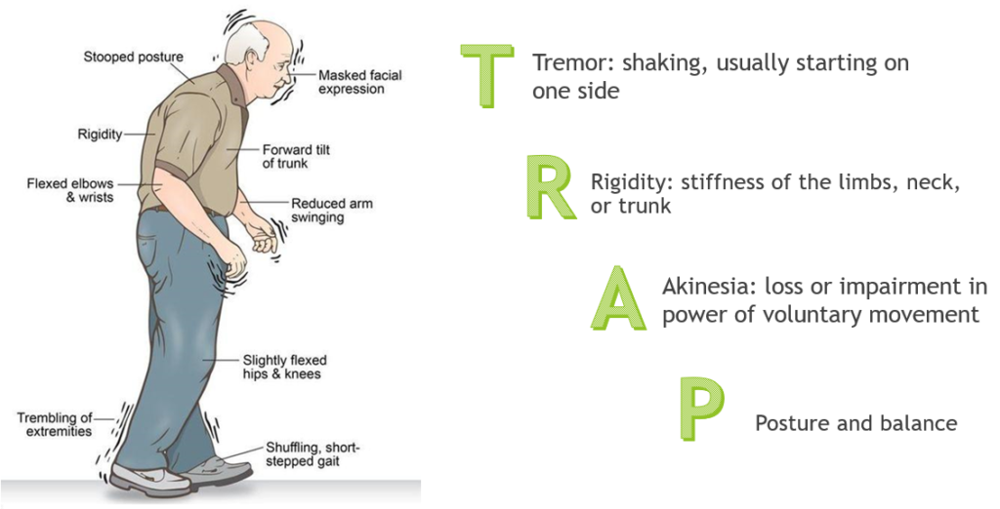 Stooped posture
Masked facial
expression
Rigidity
Forward tilt
of trunk
Flexed elbows
& wrists
Reduced arm
swinging
Slightly flexed
hips & knees
Trembling of
extremities
Shuffling, short-
stepped gait
T
Tremor: shaking, usually starting on
one side
R
Rigidity: stiffness of the limbs, neck,
or trunk
A
Akinesia: loss or impairment in
power of voluntary movement
P
Posture and balance